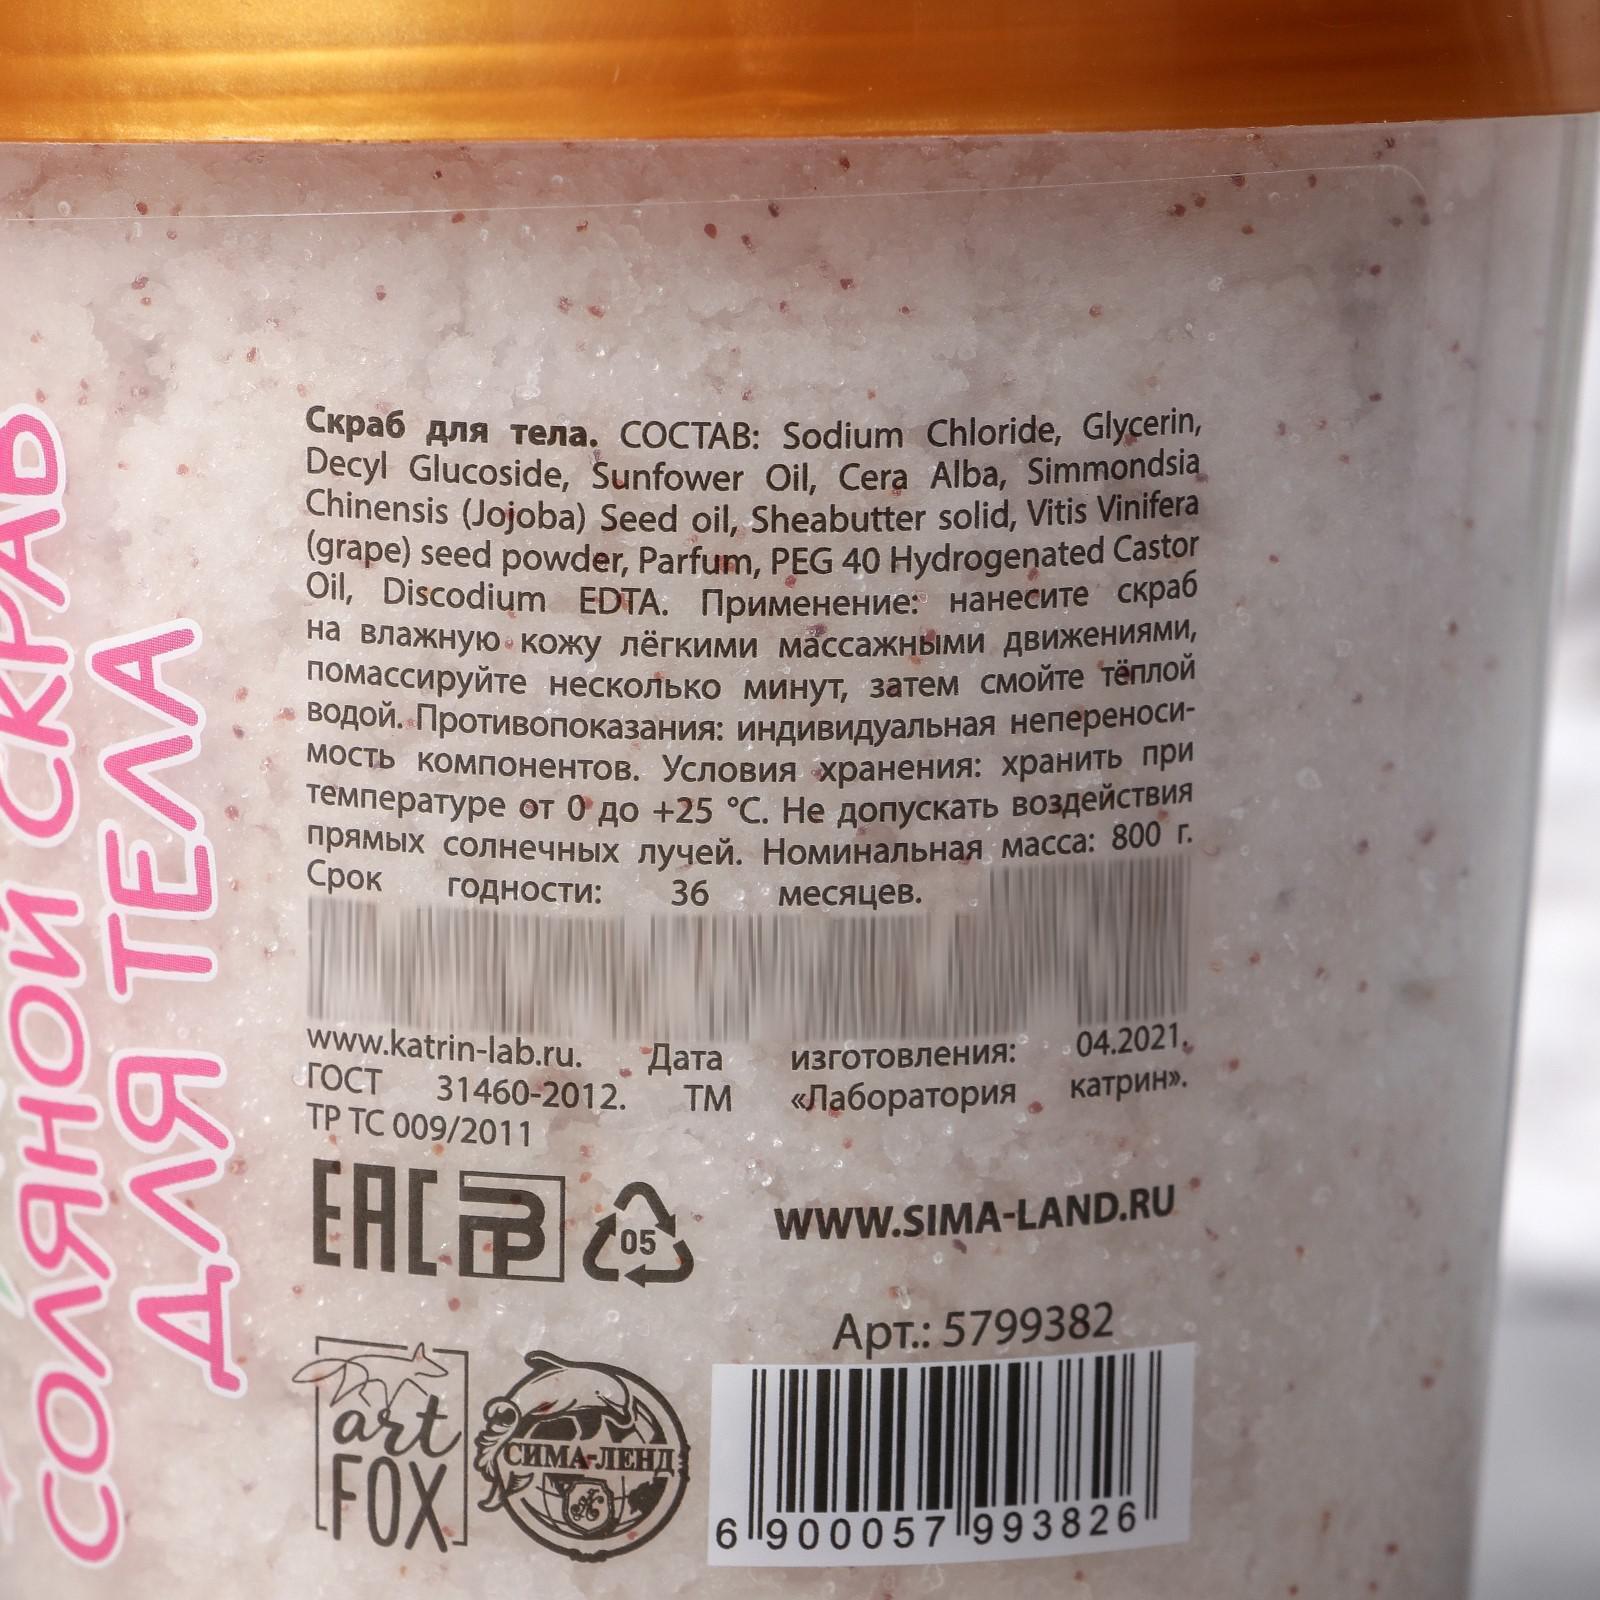 СОЛЯНОЙ СКРАБ
ДЛЯ ТЕЛА
Скраб для тела. СОСТАВ: Sodium Chloride, Glycerin,
Decyl Glucoside, Sunfower Oil, Cera Alba, Simmondsia
Chinensis (Jojoba) Seed oil, Sheabutter solid, Vitis Vinifera
(grape) seed powder, Parfum, PEG 40 Hydrogenated Castor
Oil, Discodium EDTA. Применение: нанесите скраб
на влажную кожу лёгкими массажными движениями,
помассируйте несколько минут, затем смойте тёплой
водой. Противопоказания: индивидуальная непереноси-
мость компонентов. Условия хранения: хранить при
температуре от 0 до +25 °C. Не допускать воздействия
прямых солнечных лучей. Номинальная масса: 800 г.
Срок годности: 36 месяцев.
www.katrin-lab.ru. Дата изготовления: 04.2021.
ГОСТ 31460-2012. ТМ «Лаборатория катрин».
ТР ТС 009/2011
EAC
РВ
05
WWW.SIMA-LAND.RU
Арт.: 5799382
art
FOX
СИМА-ЛЕНД
6 900057 993826